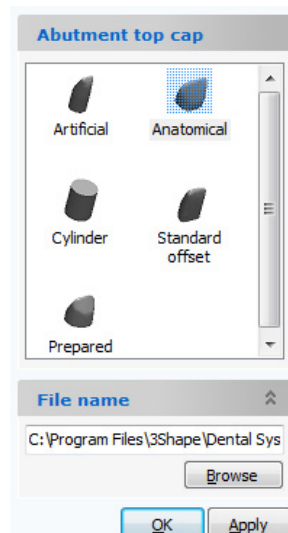 Abutment top cap
Artificial Anatomical
Cylinder Standard
offset
Prepared
File name
C:\Program Files\3Shape\Dental Sys
Browse
OK Apply